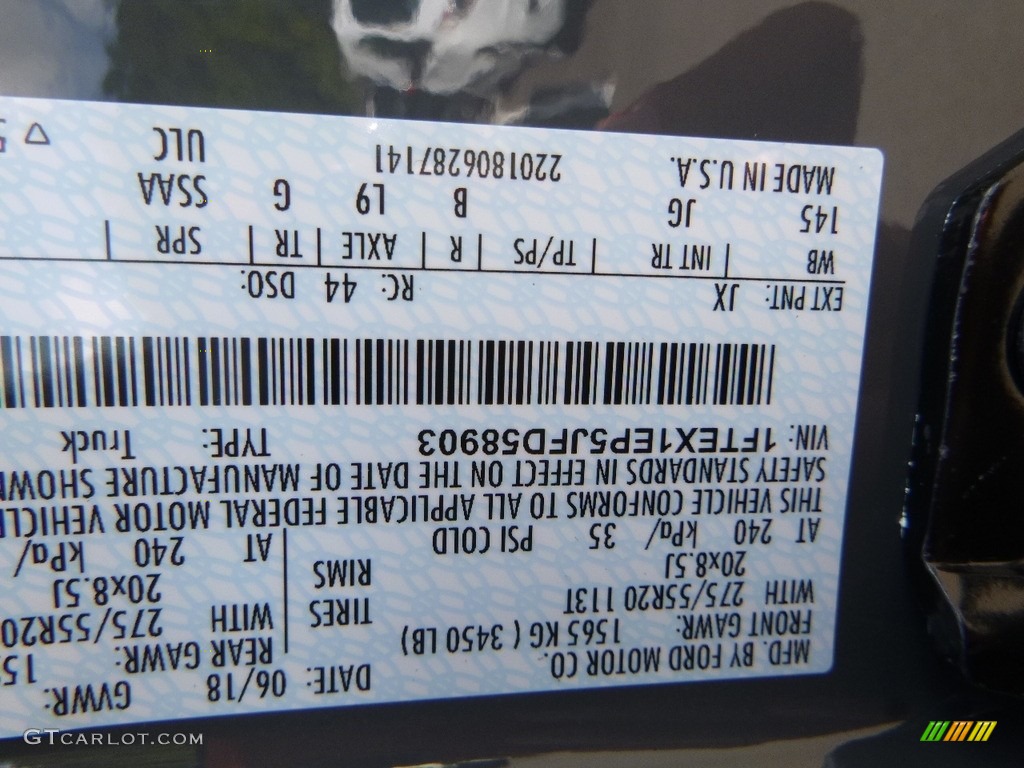 MFD. BY FORD MOTOR CO.
DATE: 06/18 GVWR:
FRONT GAWR: 1565 KG ( 3450 LB) REAR GAWR:
WITH 275/55R20 113T TIRES WITH 275/55R20
20x8.5J RIMS 20x8.5J
AT 240 kPa/ 35 PSI COLD AT 240 kPa/
THIS VEHICLE CONFORMS TO ALL APPLICABLE FEDERAL MOTOR VEHICLE
SAFETY STANDARDS IN EFFECT ON THE DATE OF MANUFACTURE
VIN: 1FTEX1EP5JFD58903 TYPE: Truck
EXT PNT: JX RC: 44 DSO:
WB | INT TR | TP/PS | R | AXLE | TR | SPR |
145 JG B L9 G SSAA
MADE IN U.S.A. 220180628714​1 ULC
GTCARLOT.COM